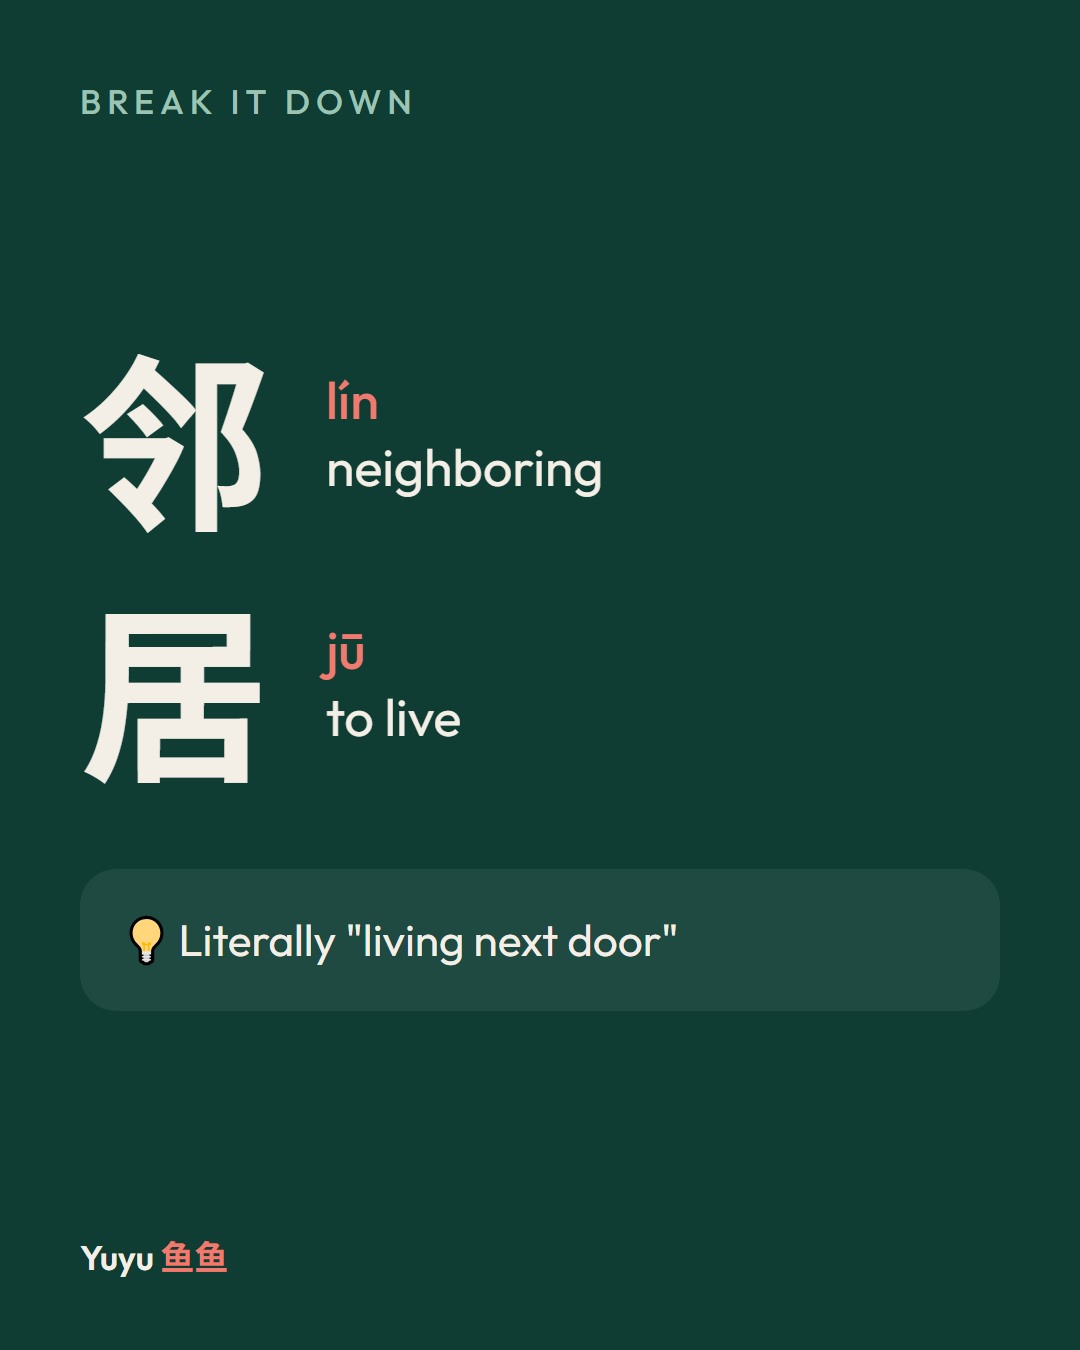 BREAK IT DOWN
邻
lín
neighboring
居
jū
to live
💡 Literally "living next door"
Yuyu 鱼鱼